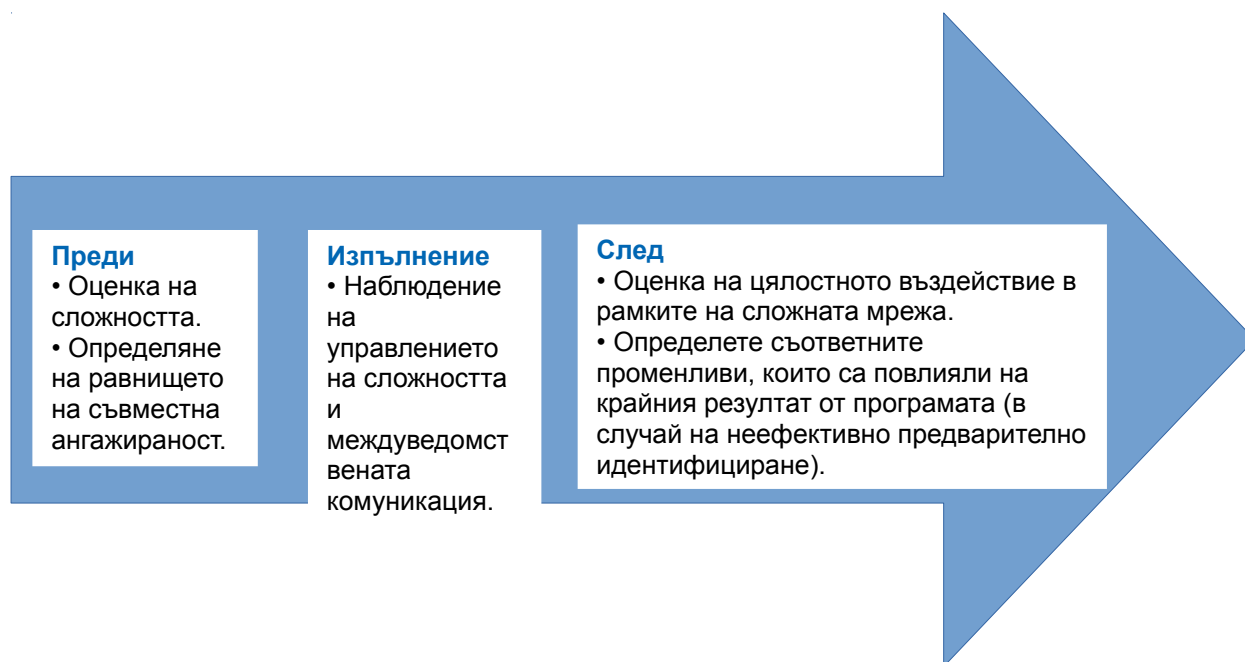 Преди
• Оценка на
сложността.
• Определяне
на равнището
на съвместна
ангажираност.
Изпълнение
• Наблюдение
на
управлението
на сложността
и
междуведомст
вената
комуникация.
След
• Оценка на цялостното въздействие в
рамките на сложната мрежа.
• Определете съответните
променливи, които са повлияли на
крайния резултат от програмата (в
случай на неефективно предварително
идентифициране).